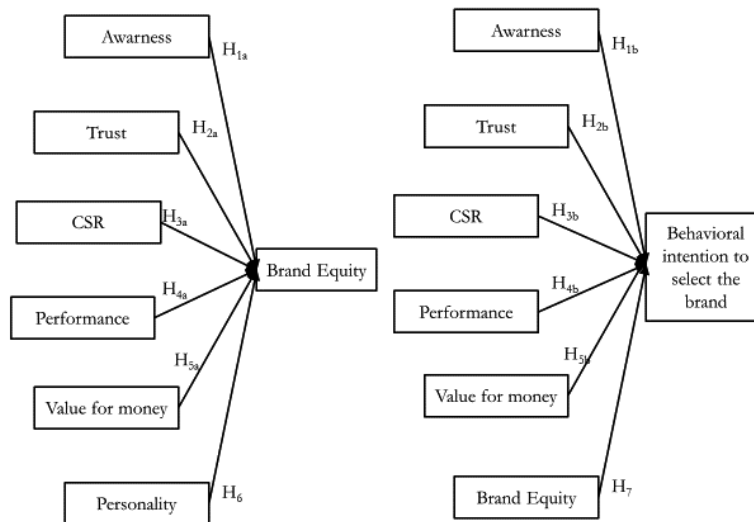 Awarness
H1a
Trust
H2a
CSR
H3a
Brand Equity
Performance
H4a
H5a
Value for money
Personality
H6
Awarness
H1b
Trust
H2b
CSR
H3b
Behavioral
intention to
select the
brand
Performance
H4b
H5b
Value for money
Brand Equity
H7